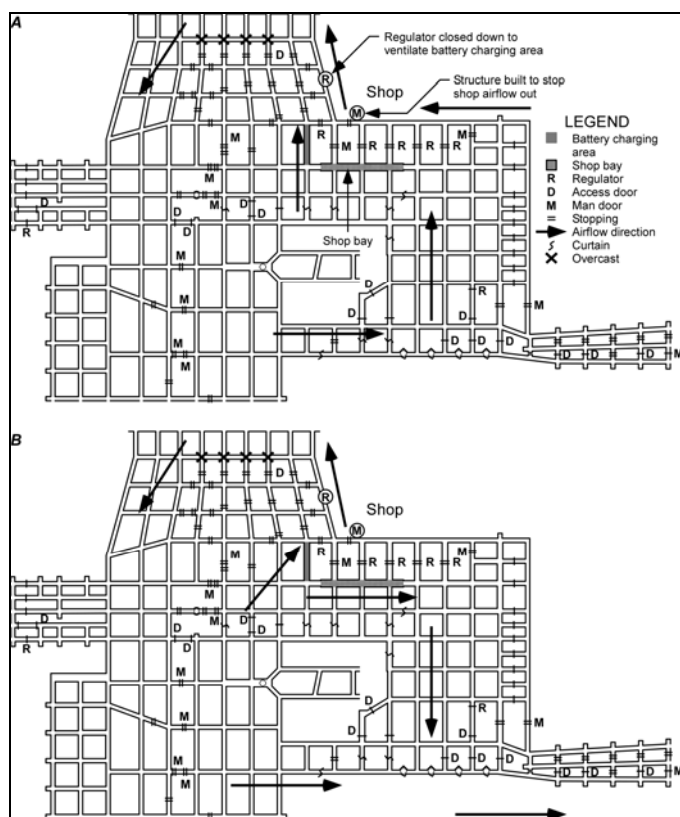 A
Regulator closed down to
ventilate battery charging area
D
R
Structure built to stop
shop airflow out
Shop
M
LEGEND
Battery charging
area
Shop bay
R Regulator
D Access door
M Man door
Stopping
Airflow direction
Curtain
Overcast
M
R
M R R R R
M
M
D
R
M
D D
D D
Shop bay
M
D
R
M
D
M
D D D
M
M
D D D
D M
B
D
R
Shop
M
M
R
M R R R R
M
M
D
R
M
D D
D D
M
D
R
M
D
M
D D D
M
M
D D D
D M